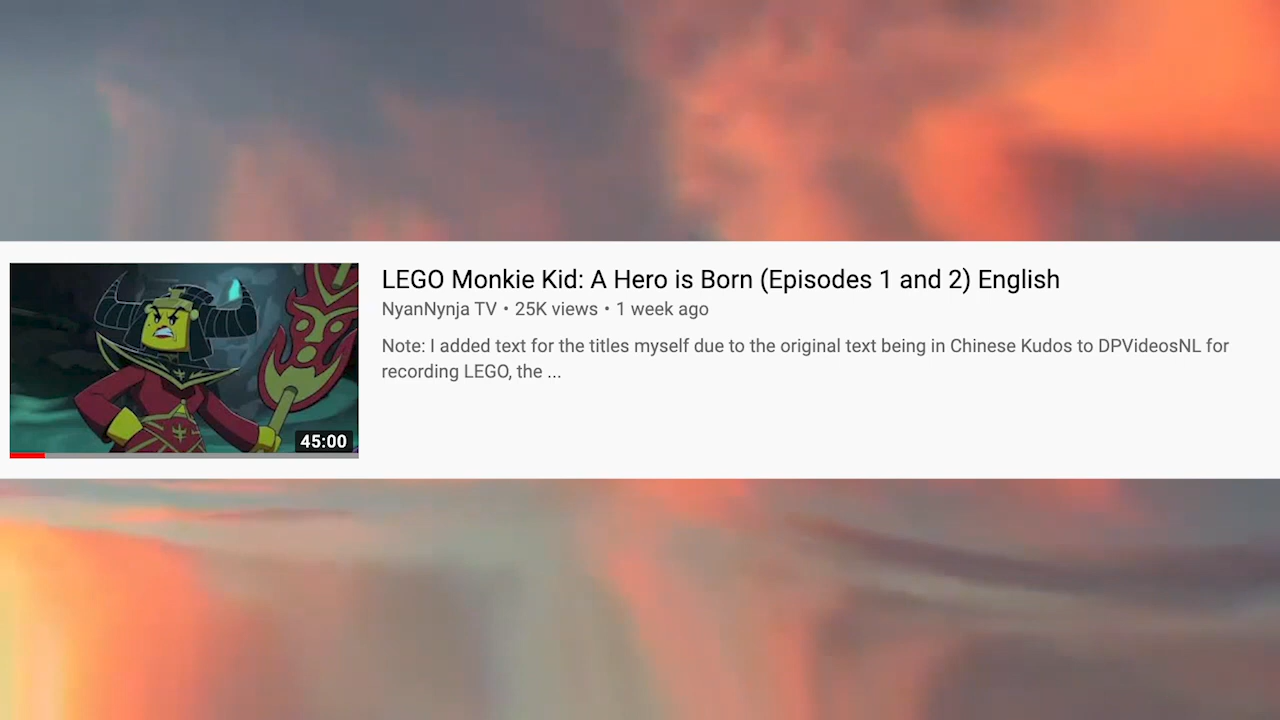 LEGO Monkie Kid: A Hero is Born (Episodes 1 and 2) English
NyanNynja TV • 25K views • 1 week ago
Note: I added text for the titles myself due to the original text being in Chinese Kudos to DPVideosNL for
recording LEGO, the ...
45:00